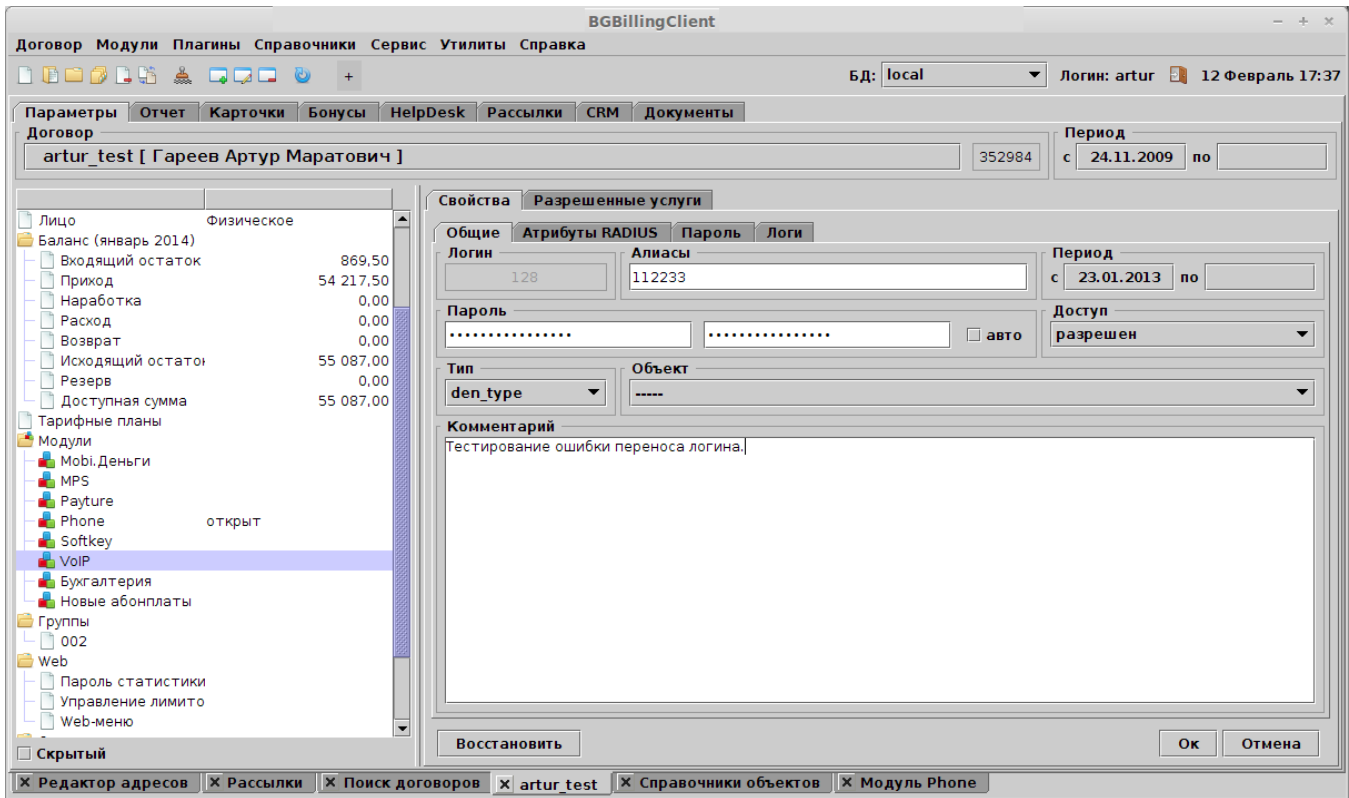 BGBillingClient
Договор Модули Плагины Справочники Сервис Утилиты Справка
+ БД: local Логин: artur 12 Февраль 17:37
Параметры Отчет Карточки Бонусы HelpDesk Рассылки CRM Документы
Договор Период
artur_test [ Гареев Артур Маратович ] 352984 с 24.11.2009 по
Свойства Разрешенные услуги
Общие Атрибуты RADIUS Пароль Логи
Логин Алиасы Период
128 112233 с 23.01.2013 по
Пароль Доступ
авто разрешен
Тип Объект
den_type -----
Комментарий
Тестирование ошибки переноса логина.
Восстановить Ок Отмена
Лицо Физическое
Баланс (январь 2014)
Входящий остаток 869,50
Приход 54 217,50
Наработка 0,00
Расход 0,00
Возврат 0,00
Исходящий остаток 55 087,00
Резерв 0,00
Доступная сумма 55 087,00
Тарифные планы
Модули
Mobi.Деньги
MPS
Payture
Phone открыт
Softkey
VoIP
Бухгалтерия
Новые абонплаты
Группы
002
Web
Пароль статистики
Управление лимито
Web-меню
Скрытый
Редактор адресов Рассылки Поиск договоров artur_test Справочники объектов Модуль Phone